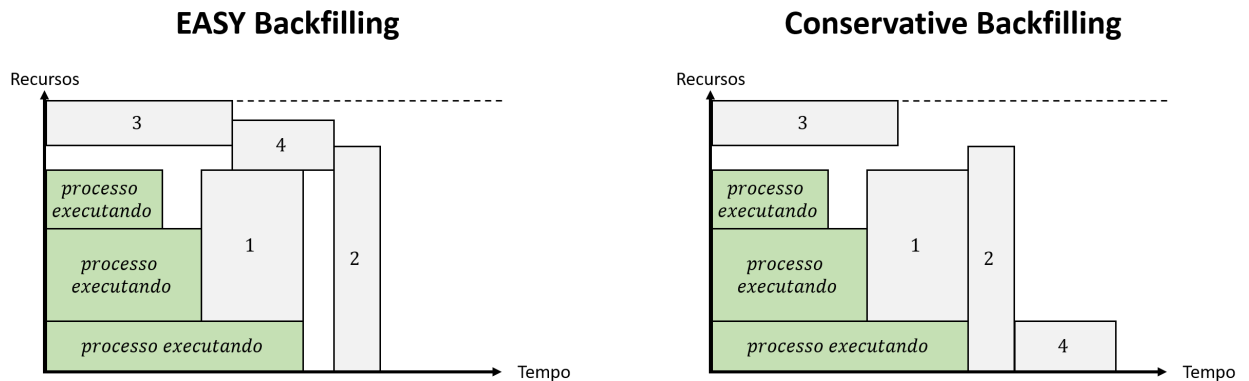 EASY Backfilling
Recursos
3
4
processo
executando
1
2
processo
executando
processo executando
Tempo
Conservative Backfilling
Recursos
3
processo
executando
1
2
processo
executando
processo executando
4
Tempo